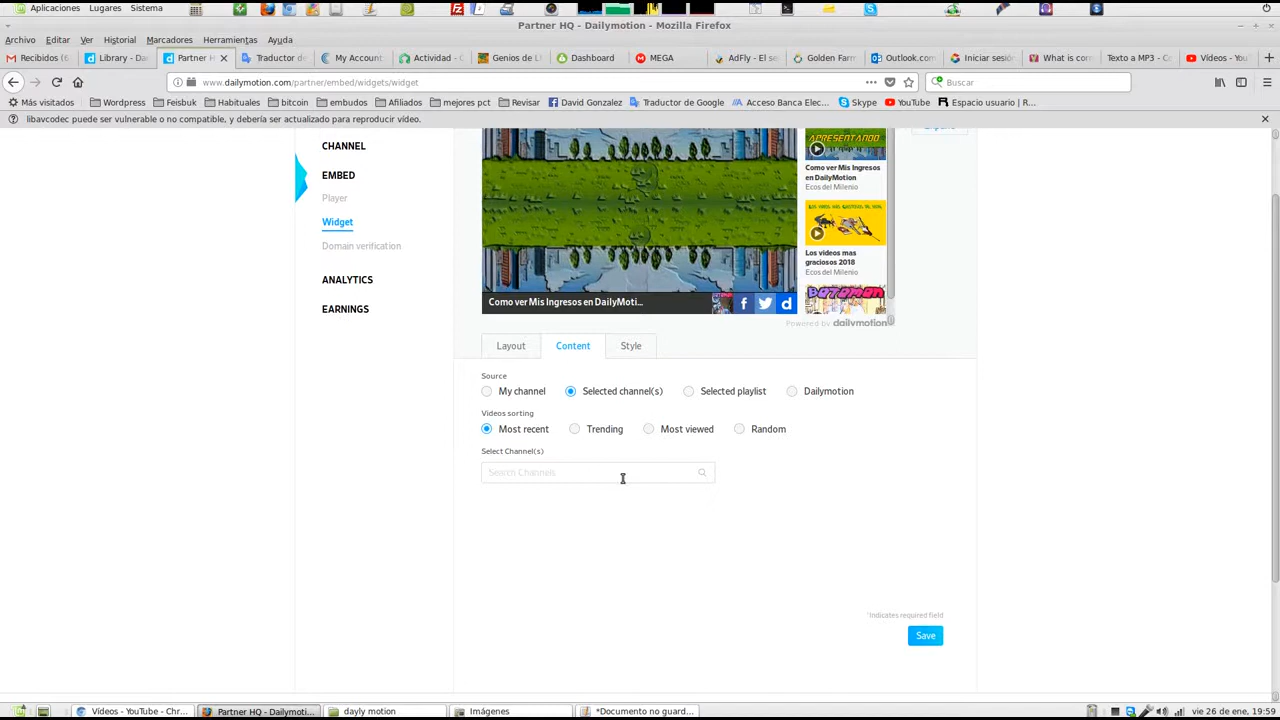 Aplicaciones Lugares Sistema
Partner HQ - Dailymotion - Mozilla Firefox
Archivo Editar Ver Historial Marcadores Herramientas Ayuda
Recibidos (6 Library - Da Partner H Traductor d My Account Actividad - C Genios de L Dashboard MEGA AdFly - El se Golden Farm Outlook.com Iniciar sesió What is com Texto a MP3 - C Vídeos - You
www.dailymotion.com/partner/embed/widgets/widget Buscar
Más visitados Wordpress Feisbuk Habituales bitcoin embudos Afiliados mejores pct Revisar David Gonzalez Traductor de Google Acceso Banca Elec... Skype YouTube Espacio usuario | R...
libavcodec puede ser vulnerable o no compatible, y debería ser actualizado para reproducir vídeo.
CHANNEL
EMBED
Player
Widget
Domain verification
ANALYTICS
EARNINGS
APRESENTANDO
Como ver Mis Ingresos
en DailyMotion
Ecos del Milenio
Los videos mas
graciosos 2018
Ecos del Milenio
Como ver Mis Ingresos en DailyMoti...
Powered by dailymotion
Layout Content Style
Source
My channel Selected channel(s) Selected playlist Dailymotion
Videos sorting
Most recent Trending Most viewed Random
Select Channel(s)
Search Channels
*Indicates required field
Save
Vídeos - YouTube - Chr... Partner HQ - Dailymoti... dayly motion Imágenes *Documento no guard... vie 26 de ene, 19:59